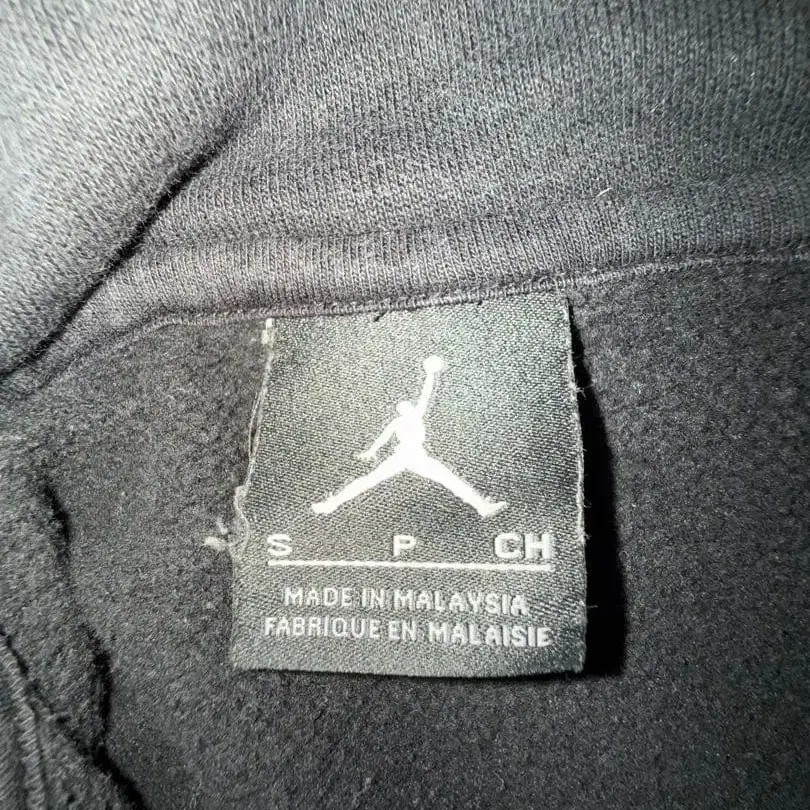 S P CH
MADE IN MALAYSIA
FABRIQUE EN MALAISIE